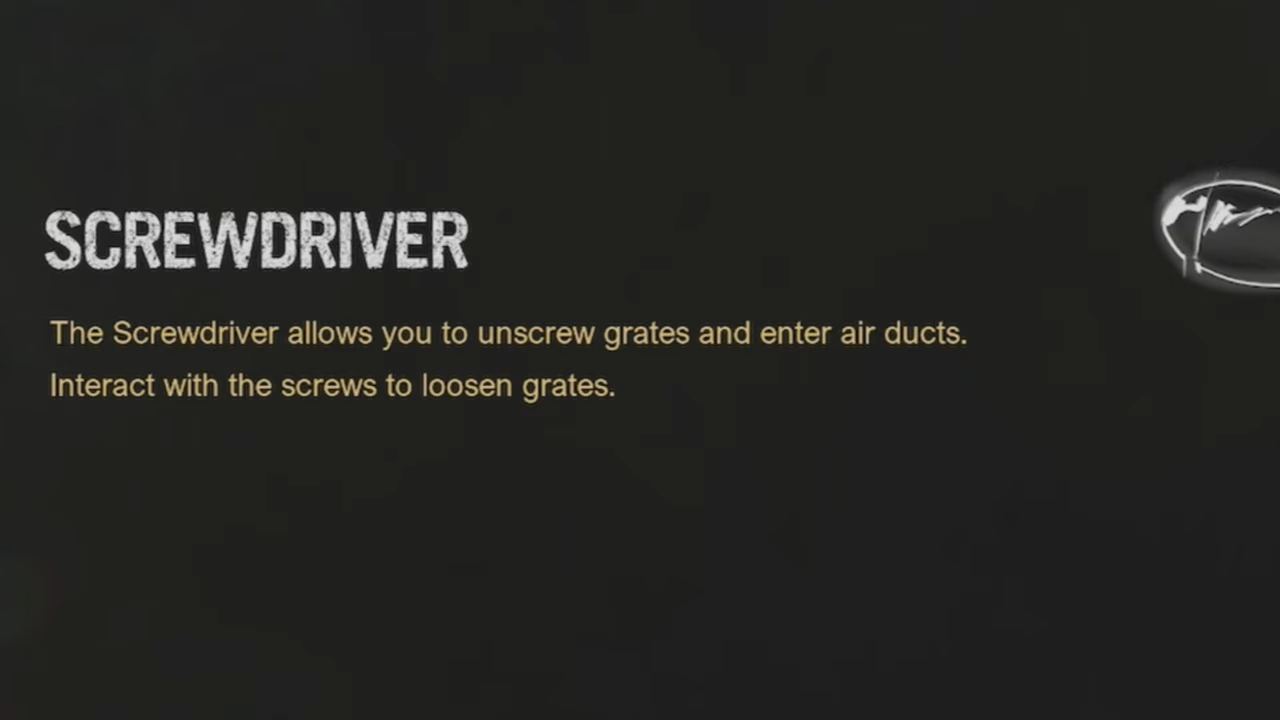 SCREWDRIVER
The Screwdriver allows you to unscrew grates and enter air ducts.
Interact with the screws to loosen grates.